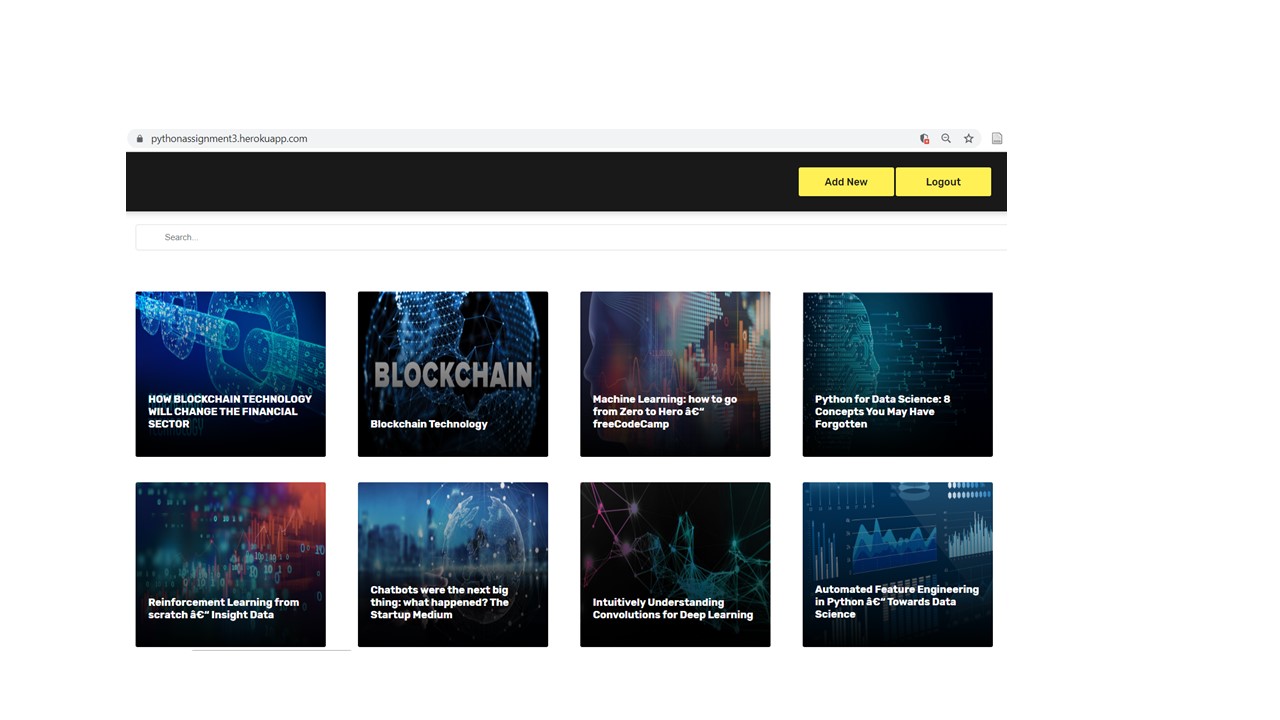 pythonassignment3.herokuapp.com
Add New
Logout
Search...
HOW BLOCKCHAIN TECHNOLOGY
WILL CHANGE THE FINANCIAL
SECTOR
BLOCKCHAIN
Blockchain Technology
Machine Learning: how to go
from Zero to Hero â€“
freeCodeCamp
Python for Data Science: 8
Concepts You May Have
Forgotten
Reinforcement Learning from
scratch â€“ Insight Data
Chatbots were the next big
thing: what happened? The
Startup Medium
Intuitively Understanding
Convolutions for Deep Learning
Automated Feature Engineering
in Python â€“ Towards Data
Science